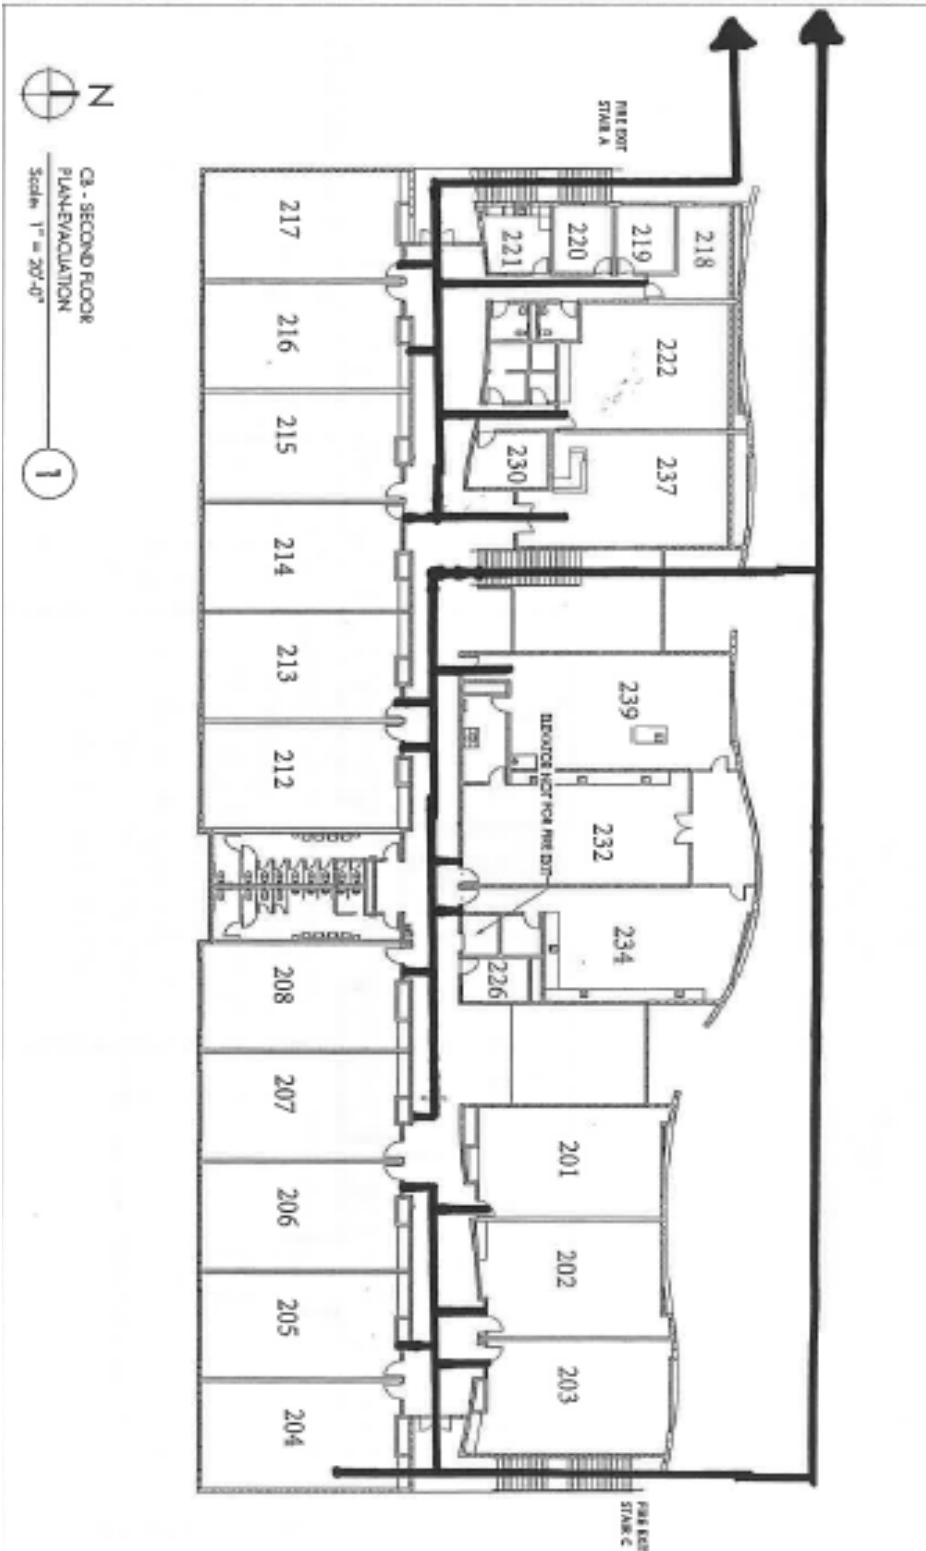 N
CB - SECOND FLOOR
PLAN-EVACUATION
Scale: 1" = 20'-0"
1
FIRE EXIT
STAIR A
217
216
215
214
213
212
208
207
206
205
204
221
220
219
218
222
230
237
239
ELEVATOR NOT FOR FIRE EXIT
232
234
226
201
202
203
FIRE EXIT
STAIR C